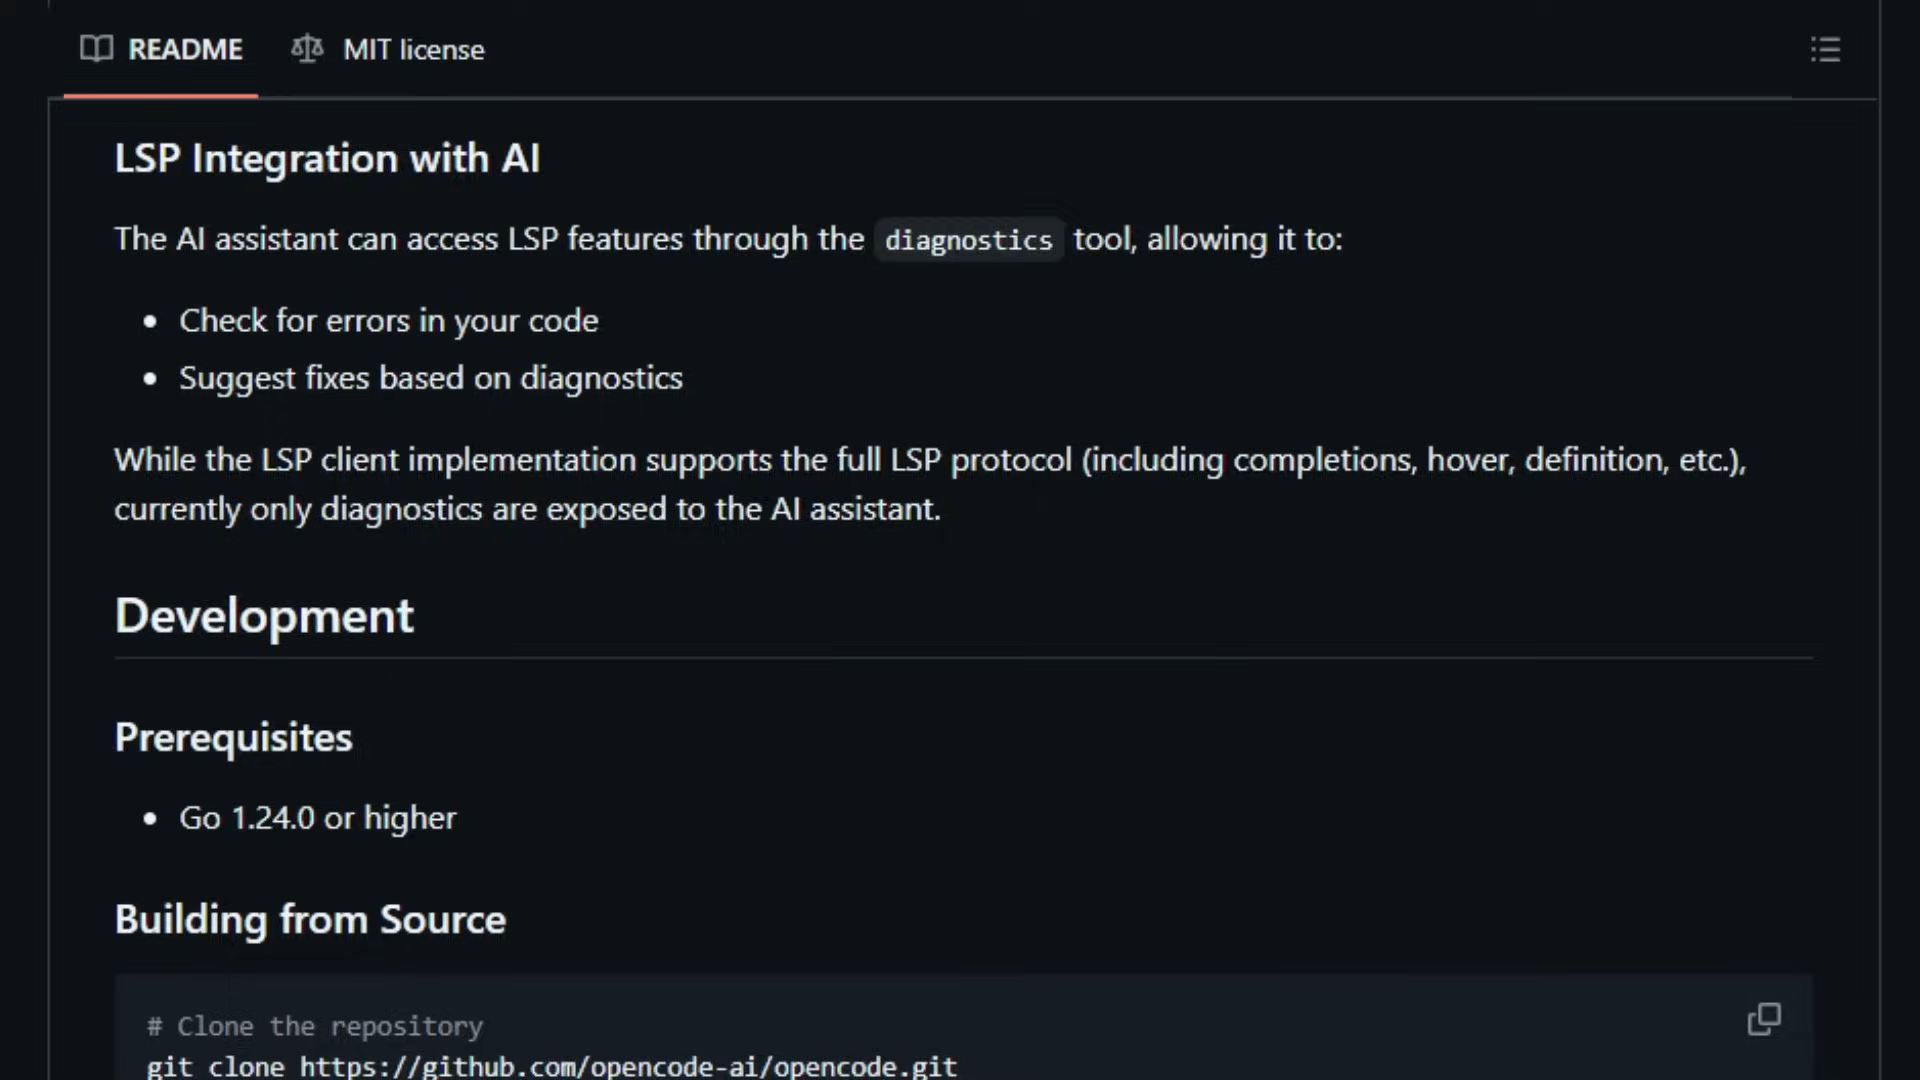 README
MIT license
LSP Integration with AI
The AI assistant can access LSP features through the diagnostics tool, allowing it to:
Check for errors in your code
Suggest fixes based on diagnostics
While the LSP client implementation supports the full LSP protocol (including completions, hover, definition, etc.),
currently only diagnostics are exposed to the AI assistant.
Development
Prerequisites
Go 1.24.0 or higher
Building from Source
# Clone the repository
git clone https://github.com/opencode-ai/opencode.git